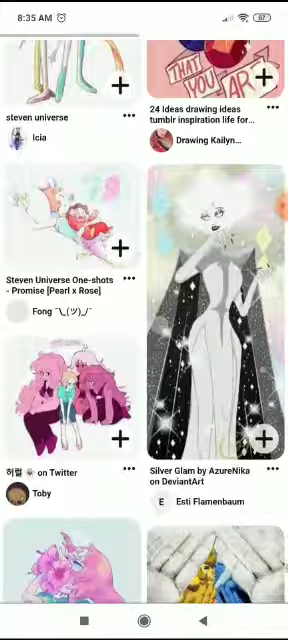 8:35 AM
67
steven universe
Icia
THAT
YOU
AR
24 Ideas drawing ideas
tumblr inspiration life for...
Drawing Kailyn...
Steven Universe One-shots
- Promise [Pearl x Rose]
Fong ¯\_(ツ)_/¯
허럴 👻 on Twitter
Toby
Silver Glam by AzureNika
on DeviantArt
E
Esti Flamenbaum